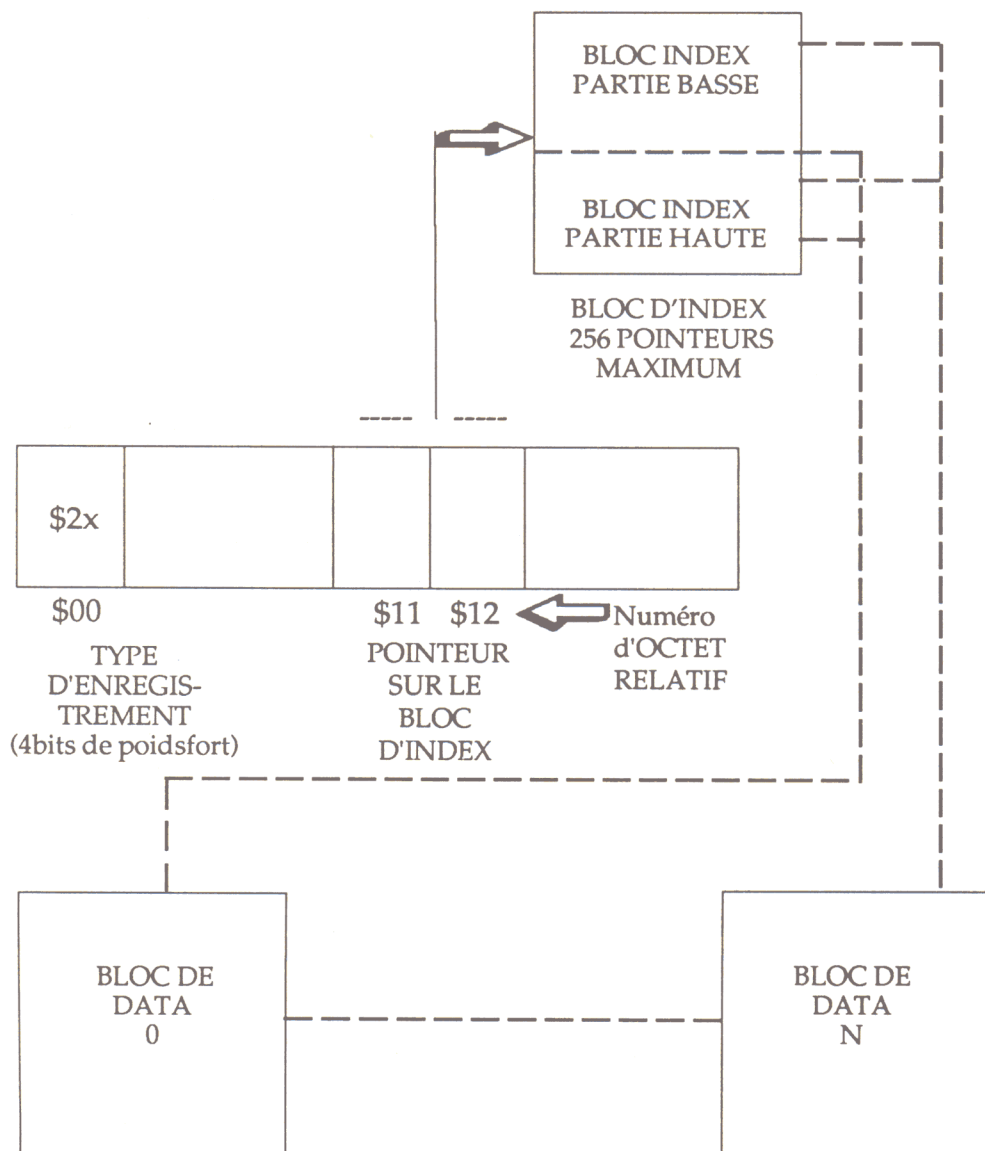 BLOC INDEX
PARTIE BASSE
BLOC INDEX
PARTIE HAUTE
BLOC D'INDEX
256 POINTEURS
MAXIMUM
$2x
$00
$11
$12
Numéro
d'OCTET
RELATIF
TYPE
D'ENREGIS-
TREMENT
(4bits de poidsfort)
POINTEUR
SUR LE
BLOC
D'INDEX
BLOC DE
DATA
0
BLOC DE
DATA
N